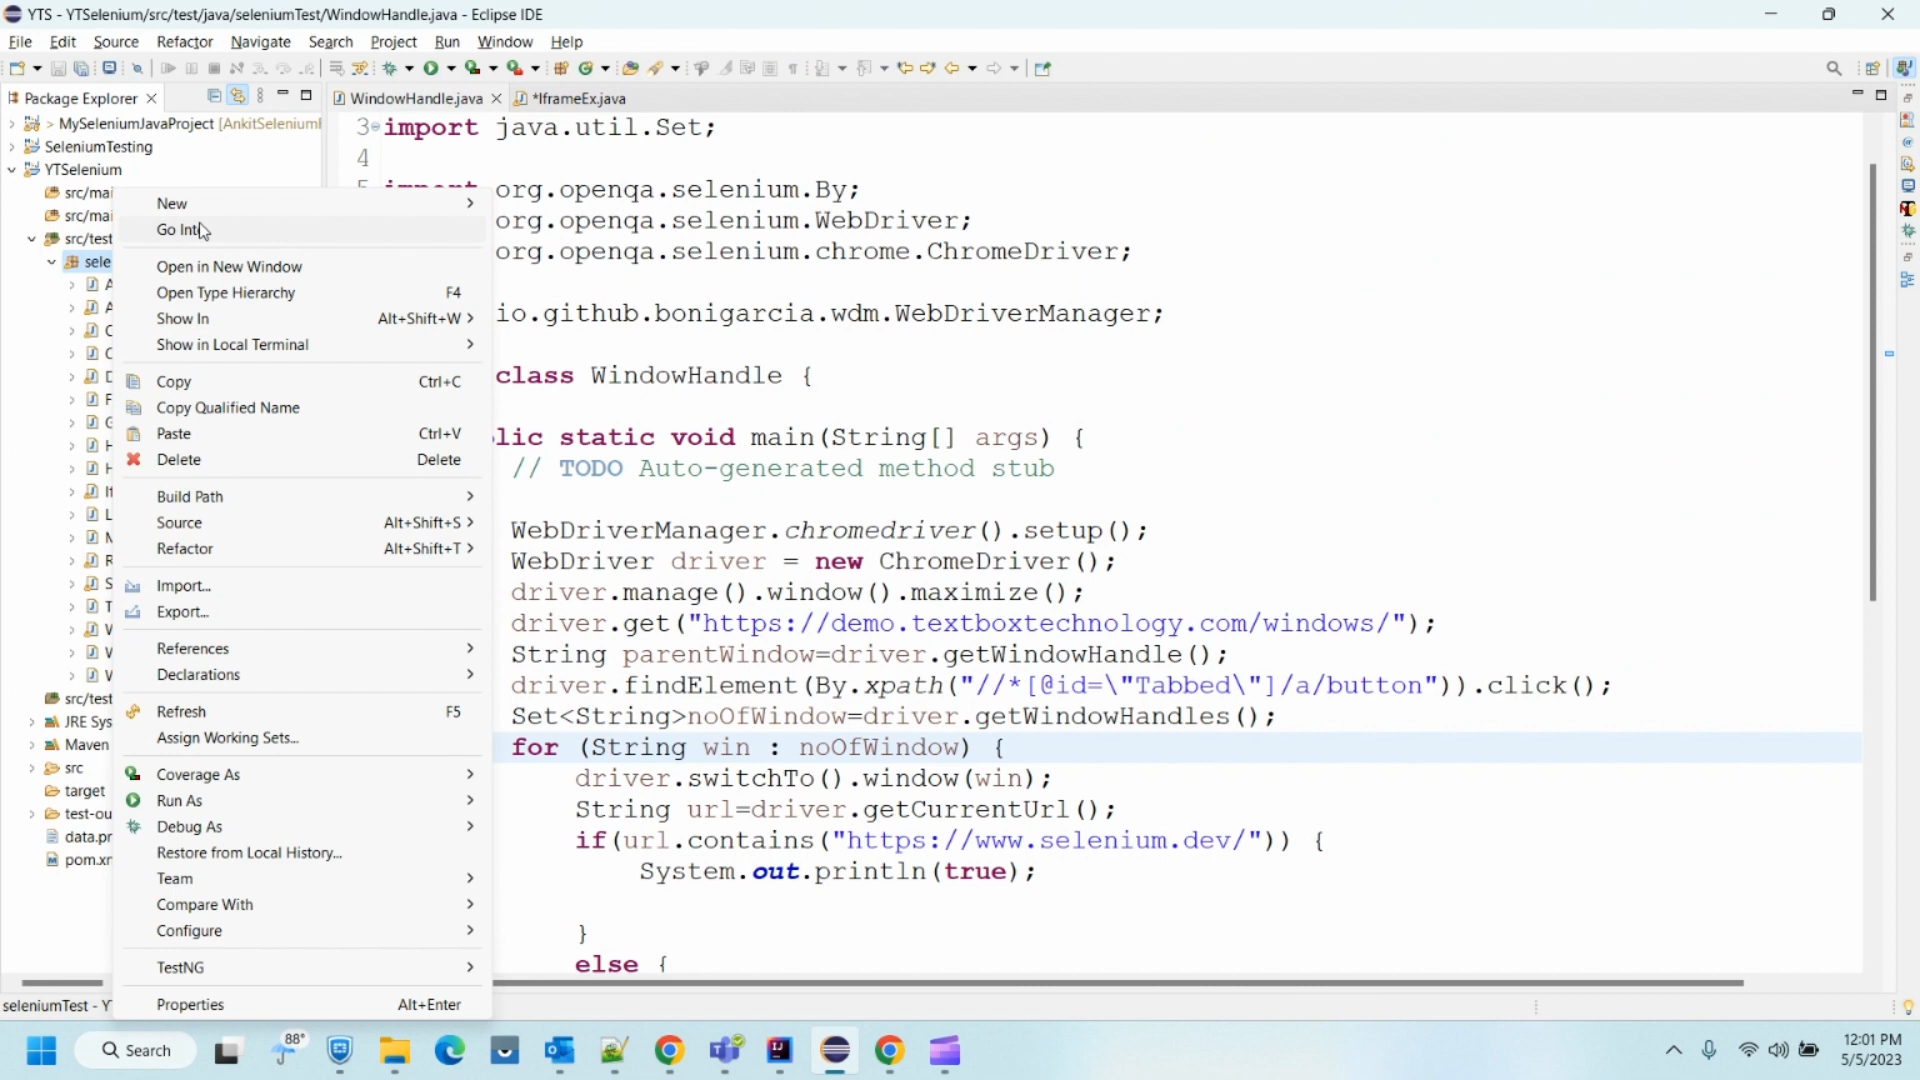 YTS - YTSelenium/src/test/java/seleniumTest/WindowHandle.java - Eclipse IDE
File Edit Source Refactor Navigate Search Project Run Window Help
Package Explorer
WindowHandle.java
*IframeEx.java
> MySeleniumJavaProject [AnkitSelenium
SeleniumTesting
YTSelenium
src/mai
src/mai
src/test
sele
A
A
C
C
D
F
G
H
H
If
L
M
R
S
T
V
V
V
src/test
JRE Sys
Maven
src
target
test-ou
data.pr
pom.xm
New
Go Into
Open in New Window
Open Type Hierarchy F4
Show In Alt+Shift+W
Show in Local Terminal
Copy Ctrl+C
Copy Qualified Name
Paste Ctrl+V
Delete Delete
Build Path
Source Alt+Shift+S
Refactor Alt+Shift+T
Import...
Export...
References
Declarations
Refresh F5
Assign Working Sets...
Coverage As
Run As
Debug As
Restore from Local History...
Team
Compare With
Configure
TestNG
Properties Alt+Enter
3 import java.util.Set;
4
5 import org.openqa.selenium.By;
org.openqa.selenium.WebDriver;
org.openqa.selenium.chrome.ChromeDriver;
io.github.bonigarcia.wdm.WebDriverManager;
class WindowHandle {
lic static void main(String[] args) {
// TODO Auto-generated method stub
WebDriverManager.chromedriver().setup();
WebDriver driver = new ChromeDriver();
driver.manage().window().maximize();
driver.get("https://demo.textboxtechnology.com/windows/");
String parentWindow=driver.getWindowHandle();
driver.findElement(By.xpath("//*[@id=\"Tabbed\"]/a/button")).click();
Set<String>noOfWindow=driver.getWindowHandles();
for (String win : noOfWindow) {
driver.switchTo().window(win);
String url=driver.getCurrentUrl();
if(url.contains("https://www.selenium.dev/")) {
System.out.println(true);
}
else {
seleniumTest - Y
Search
88°
12:01 PM
5/5/2023